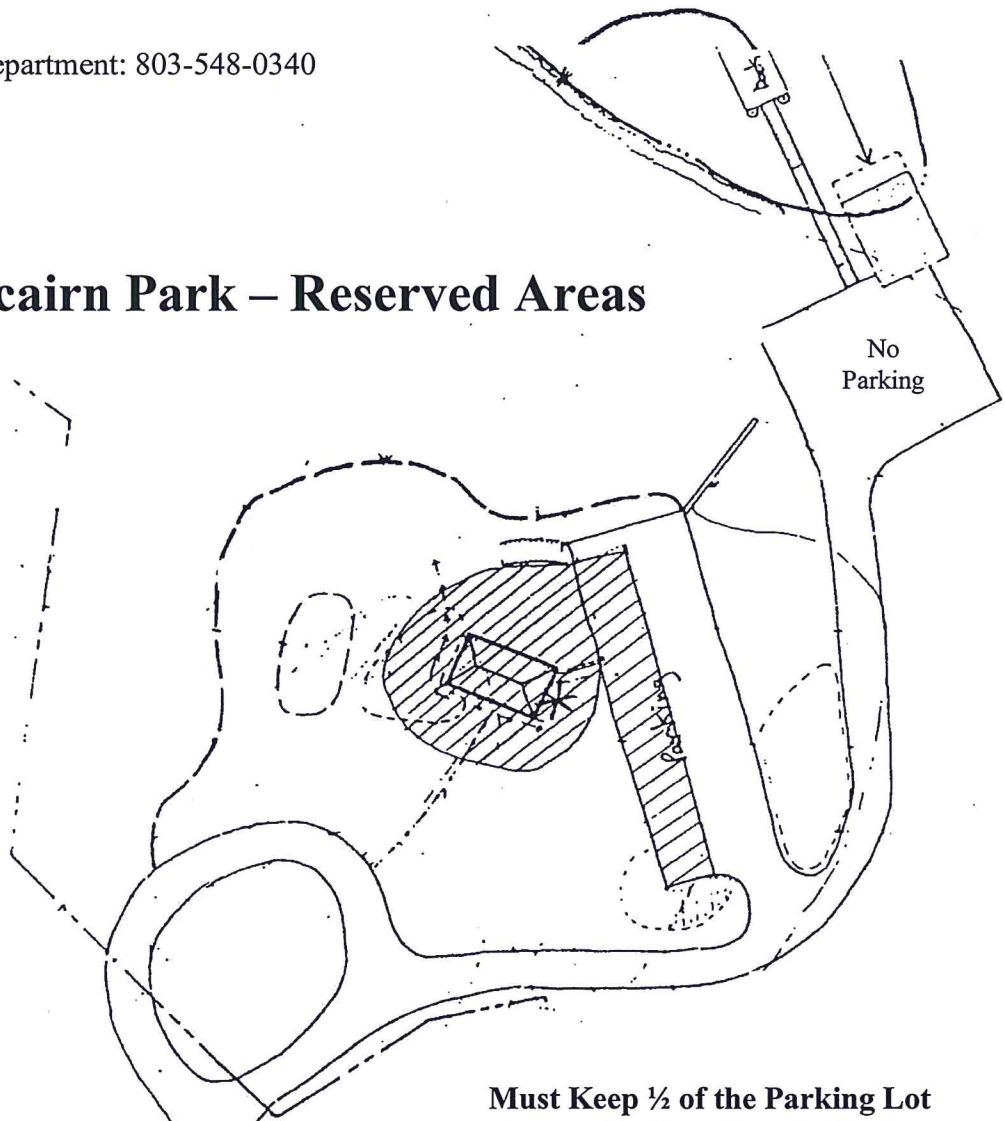 epartment: 803-548-0340
cairn Park – Reserved Areas
No
Parking
Parking
Must Keep ½ of the Parking Lot